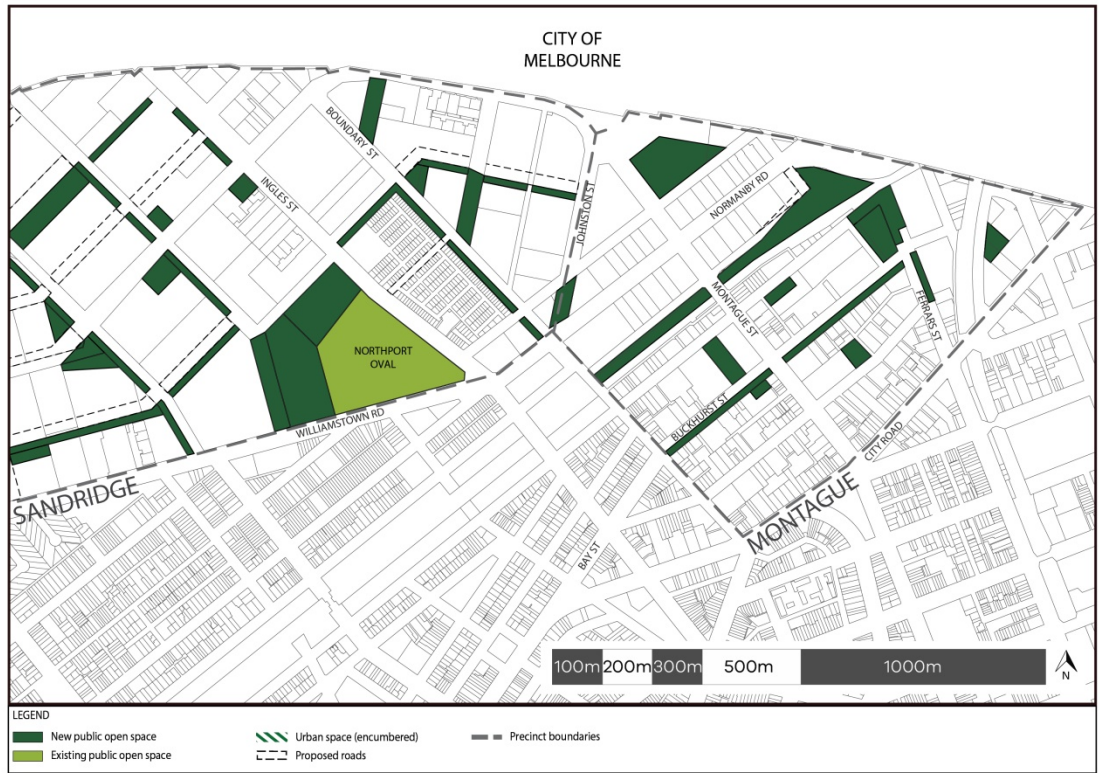 CITY OF
MELBOURNE
BOUNDARY ST
INGLES ST
JOHNSTON ST
NORMANBY RD
MONTAGUE ST
FERRARS ST
NORTHPORT
OVAL
BUCKHURST ST
WILLIAMSTOWN RD
CITY ROAD
SANDRIDGE
MONTAGUE
BAY ST
100m 200m 300m 500m 1000m
N
LEGEND
New public open space
Urban space (encumbered)
Precinct boundaries
Existing public open space
Proposed roads